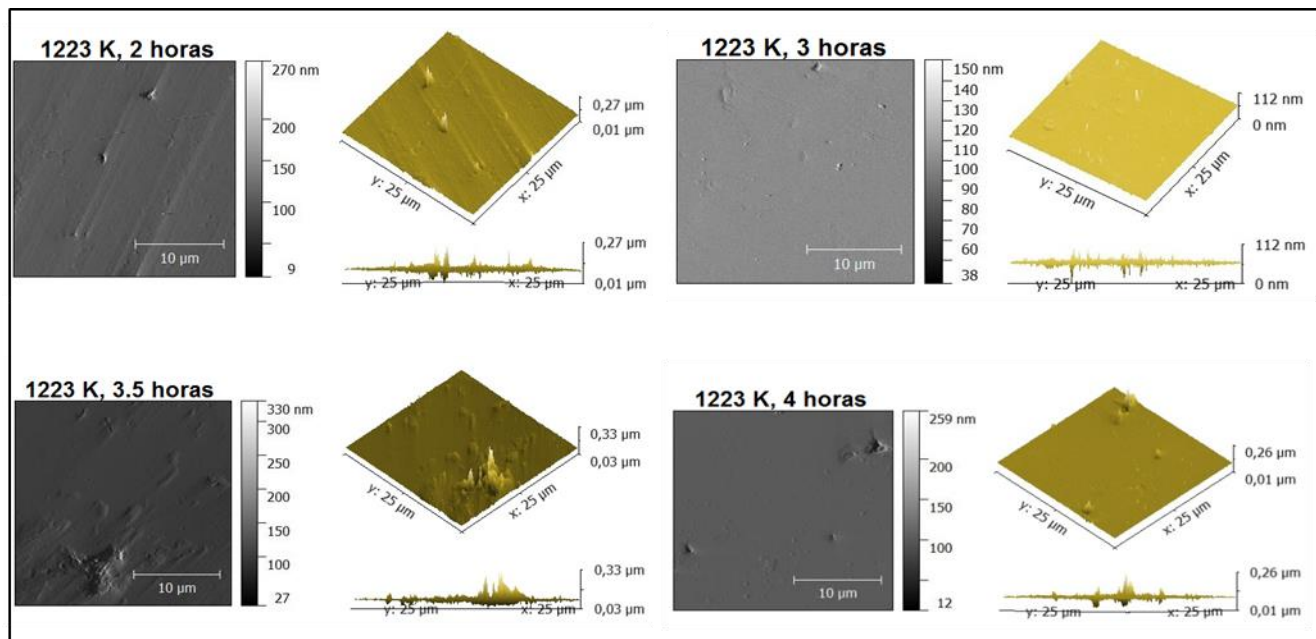 1223 K, 2 horas
270 nm
200
150
100
9
10 µm
0,27 µm
0,01 µm
y: 25 µm
x: 25 µm
0,27 µm
0,01 µm
y: 25 µm
x: 25 µm
1223 K, 3 horas
150 nm
140
130
120
110
100
90
80
70
60
38
10 µm
112 nm
0 nm
y: 25 µm
x: 25 µm
112 nm
0 nm
y: 25 µm
x: 25 µm
1223 K, 3.5 horas
330 nm
300
250
200
150
100
27
10 µm
0,33 µm
0,03 µm
y: 25 µm
x: 25 µm
0,33 µm
0,03 µm
y: 25 µm
x: 25 µm
1223 K, 4 horas
259 nm
200
150
100
12
10 µm
0,26 µm
0,01 µm
y: 25 µm
x: 25 µm
0,26 µm
0,01 µm
y: 25 µm
x: 25 µm